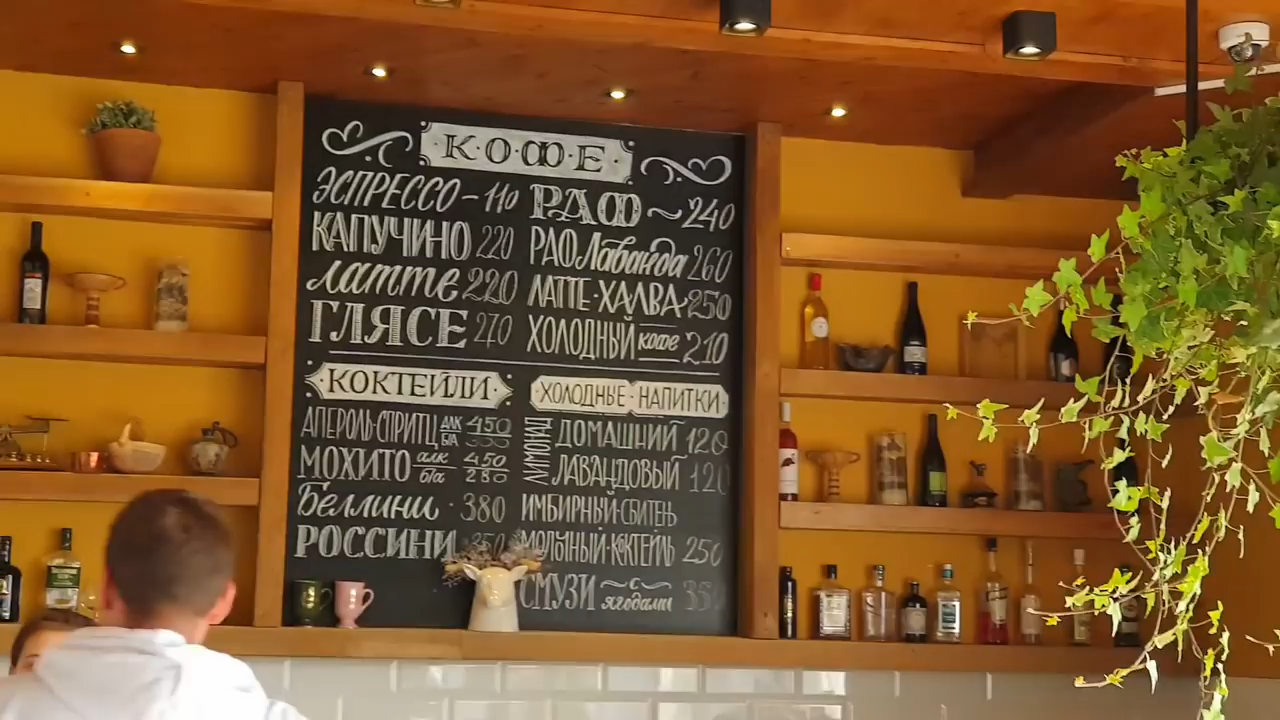 КОФЕ
ЭСПРЕССО – 110
КАПУЧИНО 220
латте 220
ГЛЯСЕ 270
РАФ ~ 240
РАФ Лаванда 260
ЛАТТЕ·ХАЛВА 250
ХОЛОДНЫЙ кофе 210
·КОКТЕЙЛИ·
АПЕРОЛЬ-СПРИТЦ АЛК 450
Б/А
МОХИТО алк 450
б/а 280
Беллини · 380
РОССИНИ 350
ХОЛОДНЫЕ НАПИТКИ
ЛИМОНАД
ДОМАШНИЙ 120
ЛАВАНДОВЫЙ 120
ИМБИРНЫЙ-СБИТЕНЬ
МОЛОЧНЫЙ-КОКТЕЙЛЬ 250
СМУЗИ ~с~ ягодами